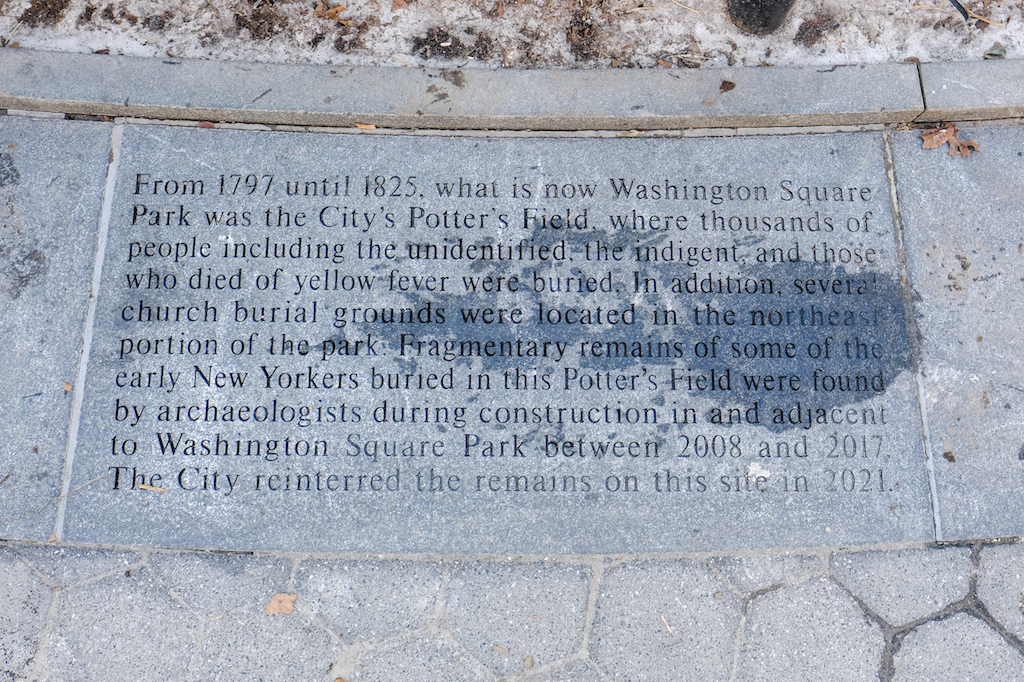 From 1797 until 1825, what is now Washington Square
Park was the City's Potter's Field, where thousands of
people including the unidentified, the indigent, and those
who died of yellow fever were buried. In addition, several
church burial grounds were located in the northeast
portion of the park. Fragmentary remains of some of the
early New Yorkers buried in this Potter's Field were found
by archaeologists during construction in and adjacent
to Washington Square Park between 2008 and 2017.
The City reinterred the remains on this site in 2021.